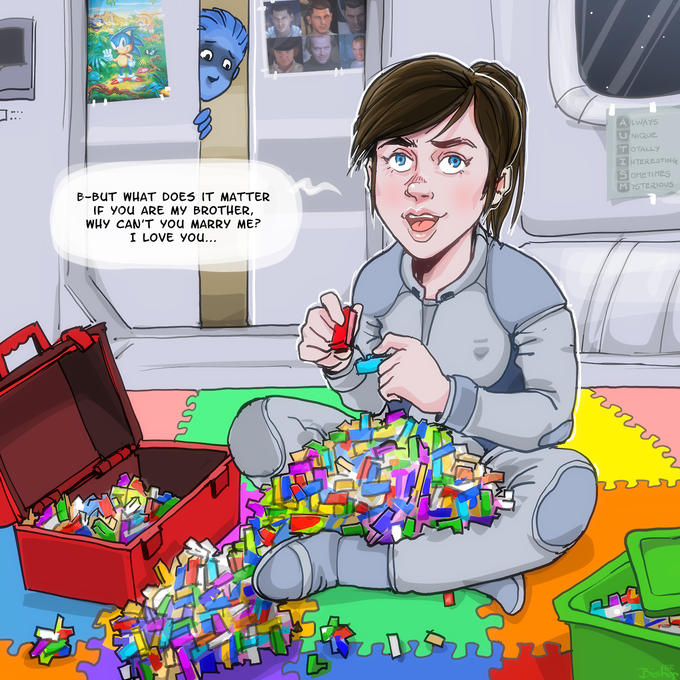 B-BUT WHAT DOES IT MATTER
IF YOU ARE MY BROTHER,
WHY CAN'T YOU MARRY ME?
I LOVE YOU...
ALWAYS
UNIQUE
TOTALLY
INTERESTING
SOMETIMES
MYSTERIOUS